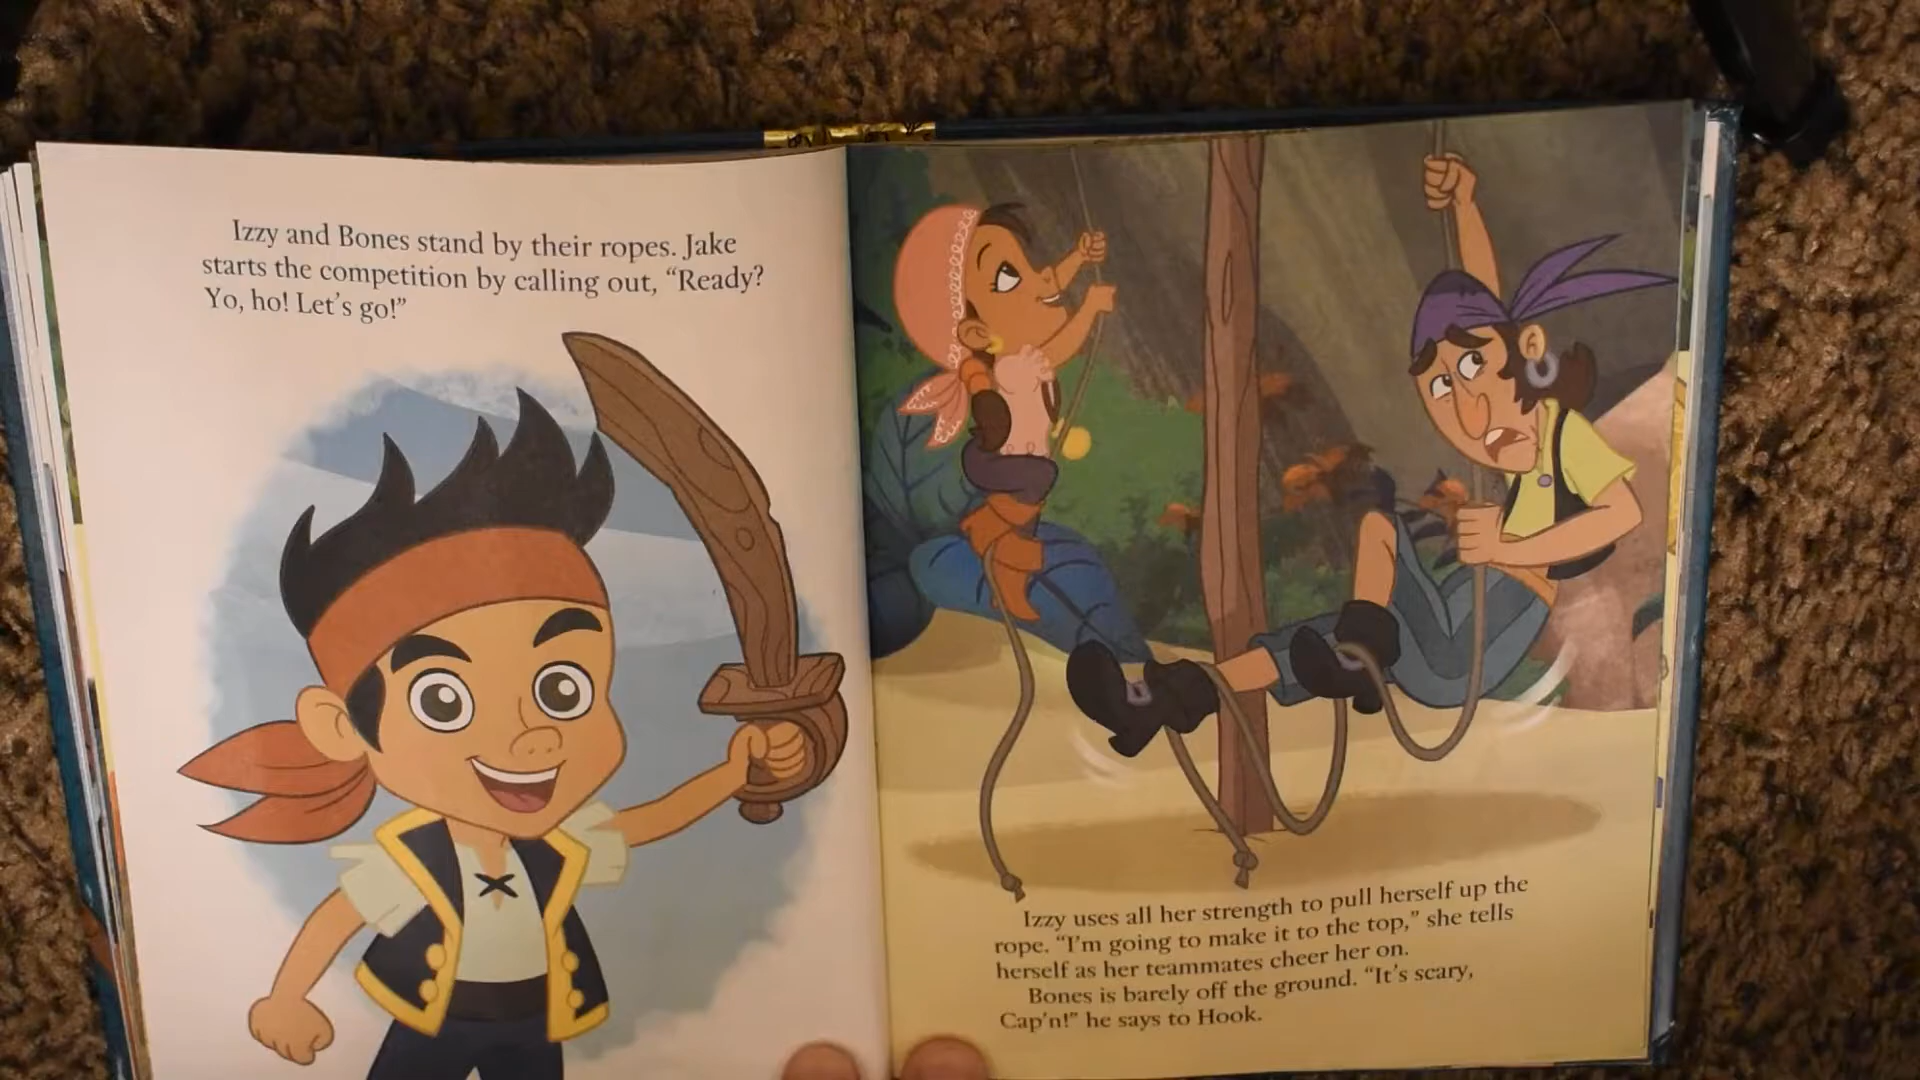 Izzy and Bones stand by their ropes. Jake
starts the competition by calling out, “Ready?
Yo, ho! Let’s go!”
Izzy uses all her strength to pull herself up the
rope. “I’m going to make it to the top,” she tells
herself as her teammates cheer her on.
Bones is barely off the ground. “It’s scary,
Cap’n!” he says to Hook.